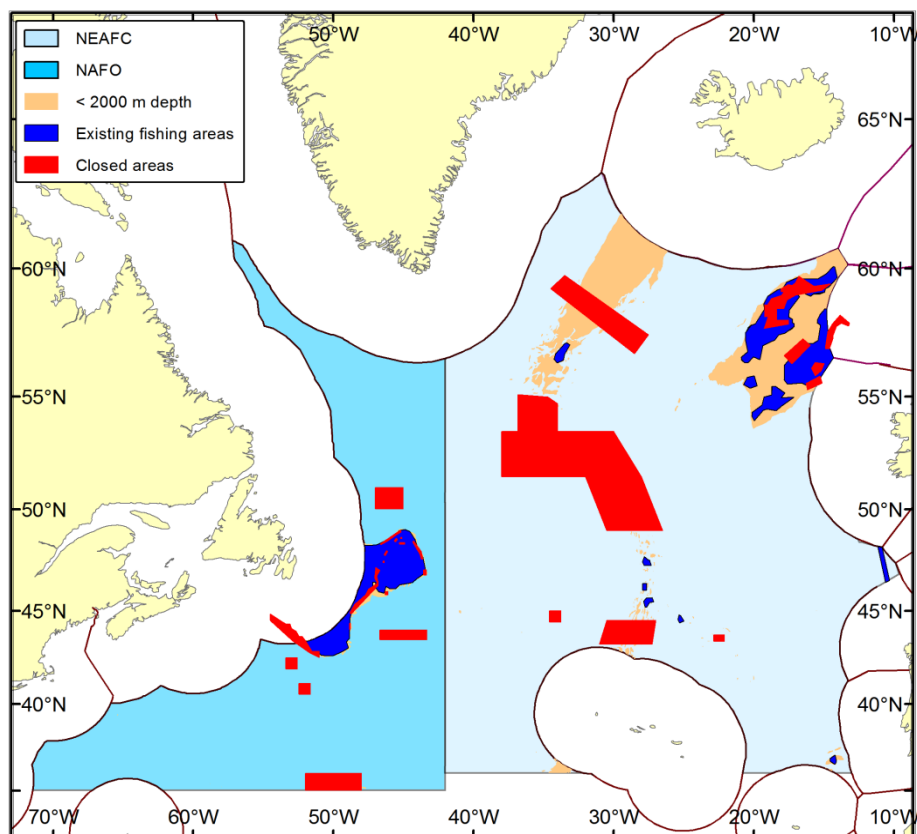 50°W 40°W 30°W 20°W 10°W
NEAFC
NAFO
< 2000 m depth
Existing fishing areas
Closed areas
65°N 65°N
60°N 60°N
55°N 55°N
50°N 50°N
45°N 45°N
40°N 40°N
70°W 60°W 50°W 40°W 30°W 20°W 10°W